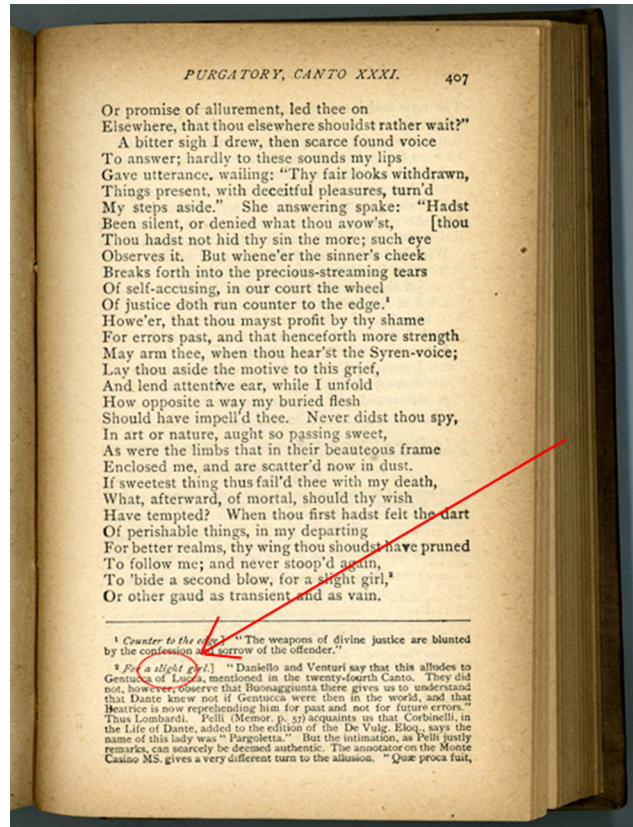 PURGATORY, CANTO XXXI. 407
Or promise of allurement, led thee on
Elsewhere, that thou elsewhere shouldst rather wait?"
A bitter sigh I drew, then scarce found voice
To answer; hardly to these sounds my lips
Gave utterance, wailing: "Thy fair looks withdrawn,
Things present, with deceitful pleasures, turn'd
My steps aside." She answering spake: "Hadst
Been silent, or denied what thou avow'st, [thou
Thou hadst not hid thy sin the more; such eye
Observes it. But whene'er the sinner's cheek
Breaks forth into the precious-streaming tears
Of self-accusing, in our court the wheel
Of justice doth run counter to the edge.¹
Howe'er, that thou mayst profit by thy shame
For errors past, and that henceforth more strength
May arm thee, when thou hear'st the Syren-voice;
Lay thou aside the motive to this grief,
And lend attentive ear, while I unfold
How opposite a way my buried flesh
Should have impell'd thee. Never didst thou spy,
In art or nature, aught so passing sweet,
As were the limbs that in their beauteous frame
Enclosed me, and are scatter'd now in dust.
If sweetest thing thus fail'd thee with my death,
What, afterward, of mortal, should thy wish
Have tempted? When thou first hadst felt the dart
Of perishable things, in my departing
For better realms, thy wing thou shoudst have pruned
To follow me; and never stoop'd again,
To 'bide a second blow, for a slight girl,²
Or other gaud as transient and as vain.
¹ Counter to the edge.] "The weapons of divine justice are blunted
by the confession and sorrow of the offender."
² For a slight girl.] "Daniello and Venturi say that this alludes to
Gentucca of Lucca, mentioned in the twenty-fourth Canto. They did
not, however, observe that Buonaggiunta there gives us to understand
that Dante knew not if Gentucca were then in the world, and that
Beatrice is now reprehending him for past and not for future errors."
Thus Lombardi. Pelli (Memor. p. 57) acquaints us that Corbinelli, in
the Life of Dante, added to the edition of the De Vulg. Eloq., says the
name of this lady was "Pargoletta." But the intimation, as Pelli justly
remarks, can scarcely be deemed authentic. The annotator on the Monte
Casino MS. gives a very different turn to the allusion. "Quæ proca fuit,